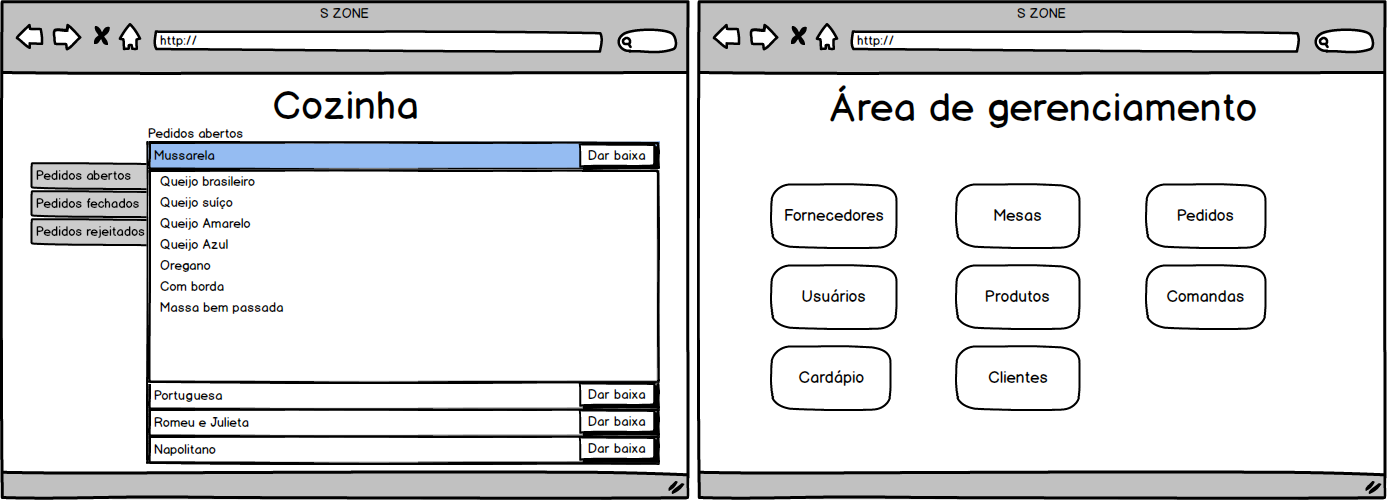 S ZONE
http://
Cozinha
Pedidos abertos
Pedidos abertos
Pedidos fechados
Pedidos rejeitados
Mussarela
Dar baixa
Queijo brasileiro
Queijo suíço
Queijo Amarelo
Queijo Azul
Oregano
Com borda
Massa bem passada
Portuguesa
Dar baixa
Romeu e Julieta
Dar baixa
Napolitano
Dar baixa
S ZONE
http://
Área de gerenciamento
Fornecedores
Mesas
Pedidos
Usuários
Produtos
Comandas
Cardápio
Clientes